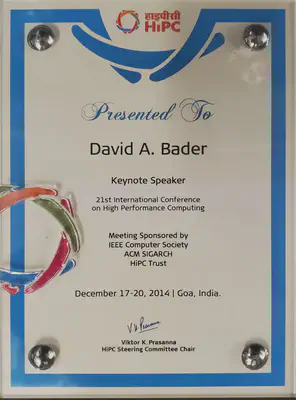 हाइपीसी
HiPC
Presented To
David A. Bader
Keynote Speaker
21st International Conference
on High Performance Computing
Meeting Sponsored by
IEEE Computer Society
ACM SIGARCH
HiPC Trust
December 17-20, 2014 | Goa, India.
V. K. Prasanna
Viktor K. Prasanna
HiPC Steering Committee Chair